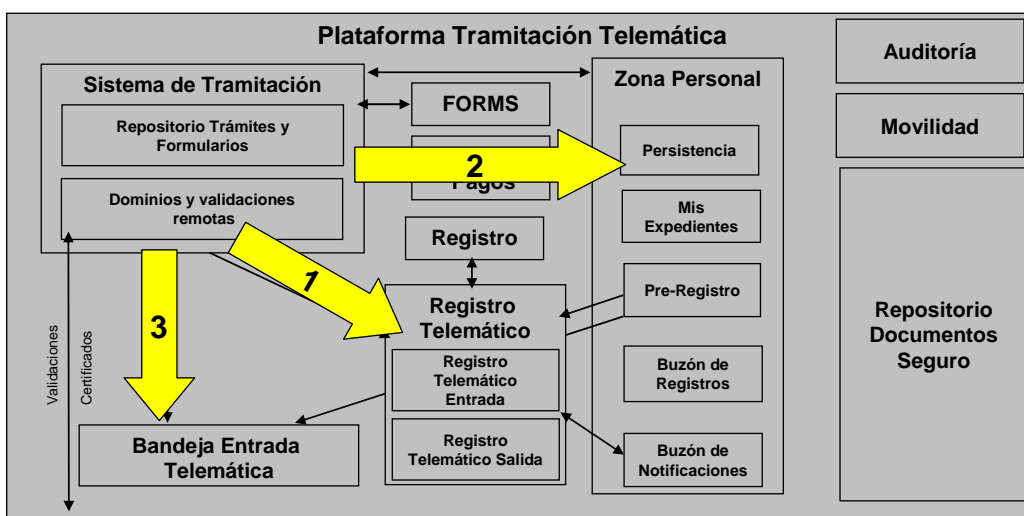 Plataforma Tramitación Telemática
Sistema de Tramitación
Repositorio Trámites y
Formularios
Dominios y validaciones
remotas
FORMS
2
Pagos
Registro
1
3
Registro
Telemático
Registro
Telemático
Entrada
Registro
Telemático Salida
Validaciones
Certificados
Bandeja Entrada
Telemática
Zona Personal
Persistencia
Mis
Expedientes
Pre-Registro
Buzón de
Registros
Buzón de
Notificaciones
Auditoría
Movilidad
Repositorio
Documentos
Seguro